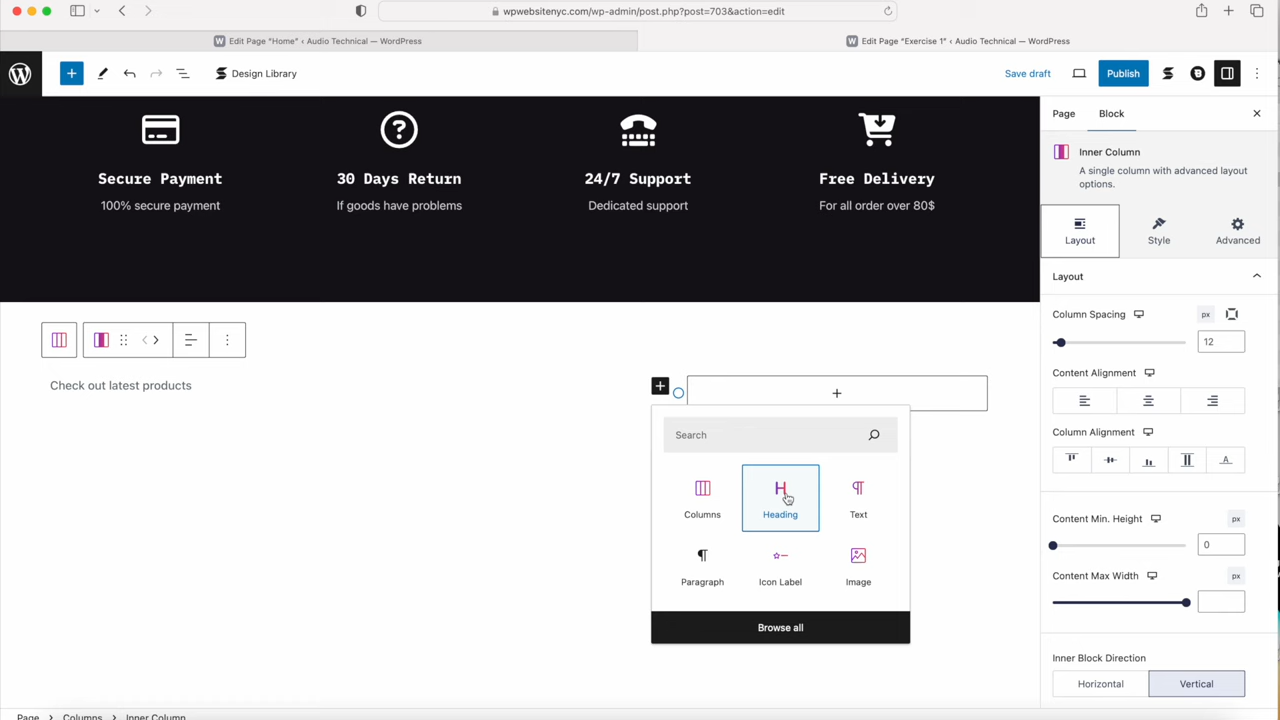 wpwebsitenyc.com/wp-admin/post.php?post=703&action=edit
Edit Page "Home" ‹ Audio Technical — WordPress
Edit Page "Exercise 1" ‹ Audio Technical — WordPress
Design Library
Save draft
Publish
Secure Payment
30 Days Return
24/7 Support
Free Delivery
100% secure payment
If goods have problems
Dedicated support
For all order over 80$
Check out latest products
Search
Columns
Heading
Text
Paragraph
Icon Label
Image
Browse all
Page
Block
Inner Column
A single column with advanced layout
options.
Layout
Style
Advanced
Layout
Column Spacing
px
12
Content Alignment
Column Alignment
Content Min. Height
px
0
Content Max Width
px
Inner Block Direction
Horizontal
Vertical
Page
Columns
Inner Column